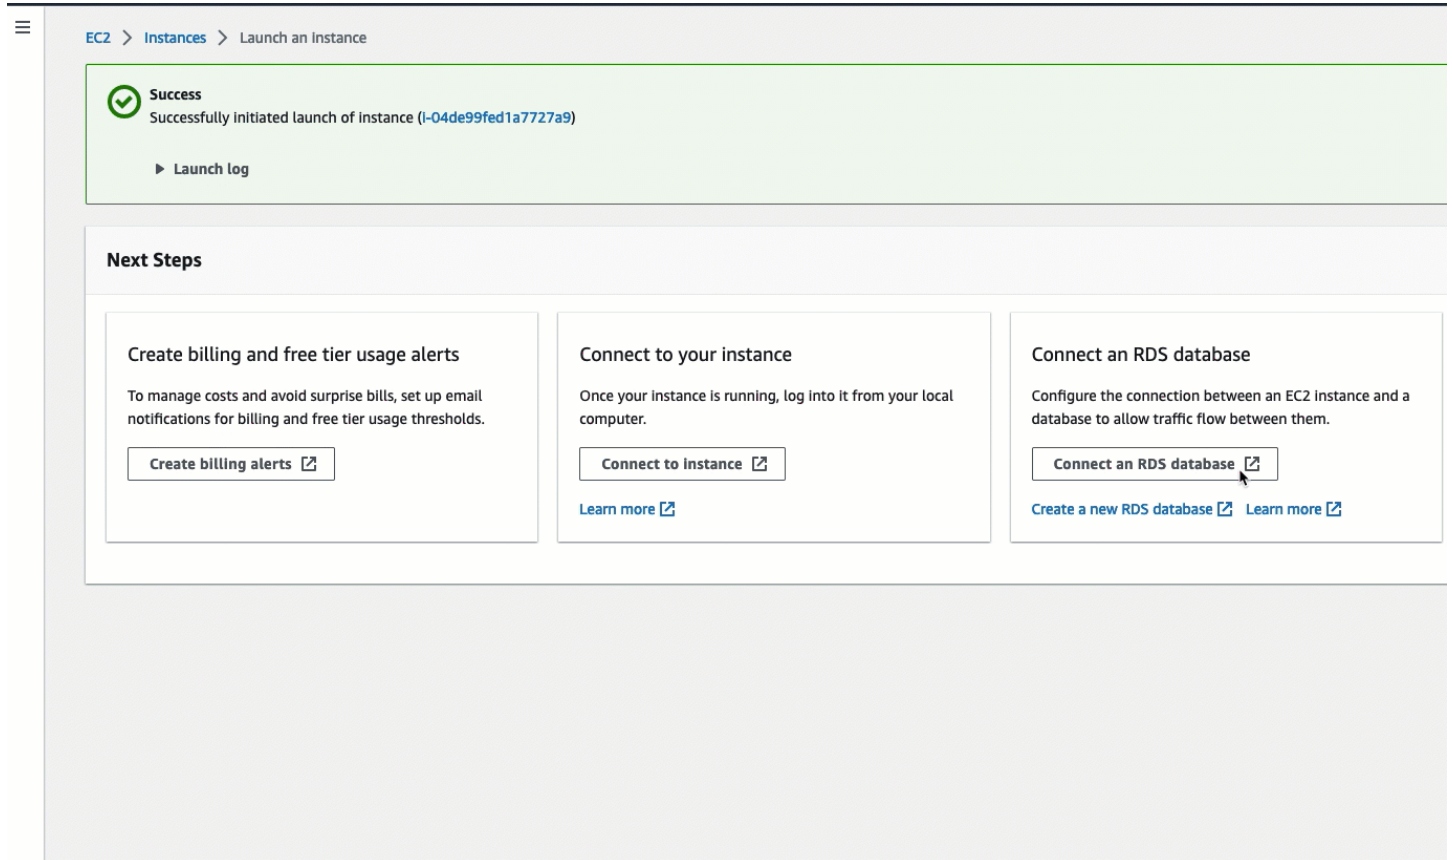 EC2 > Instances > Launch an instance
Success
Successfully initiated launch of instance (i-04de99fed1a7727a9)
Launch log
Next Steps
Create billing and free tier usage alerts
To manage costs and avoid surprise bills, set up email
notifications for billing and free tier usage thresholds.
Create billing alerts
Connect to your instance
Once your instance is running, log into it from your local
computer.
Connect to instance
Learn more
Connect an RDS database
Configure the connection between an EC2 instance and a
database to allow traffic flow between them.
Connect an RDS database
Create a new RDS database Learn more